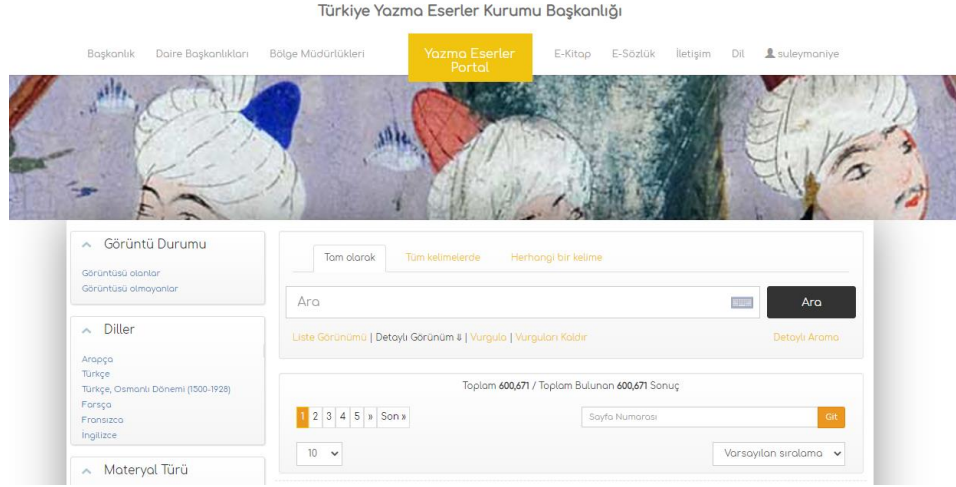 Türkiye Yazma Eserler Kurumu Başkanlığı
Başkanlık Daire Başkanlıkları Bölge Müdürlükleri Yazma Eserler Portal E-Kitap E-Sözlük İletişim Dil suleymaniye
Görüntü Durumu
Görüntüsü olanlar
Görüntüsü olmayanlar
Diller
Arapça
Türkçe
Türkçe, Osmanlı Dönemi (1500-1928)
Farsça
Fransızca
İngilizce
Materyal Türü
Tam olarak Tüm kelimelerde Herhangi bir kelime
Ara Ara
Liste Görünümü | Detaylı Görünüm ⇓ | Vurgula | Vurguları Kaldır Detaylı Arama
Toplam 600,671 / Toplam Bulunan 600,671 Sonuç
1 2 3 4 5 » Son » Sayfa Numarası Git
10 Varsayılan sıralama